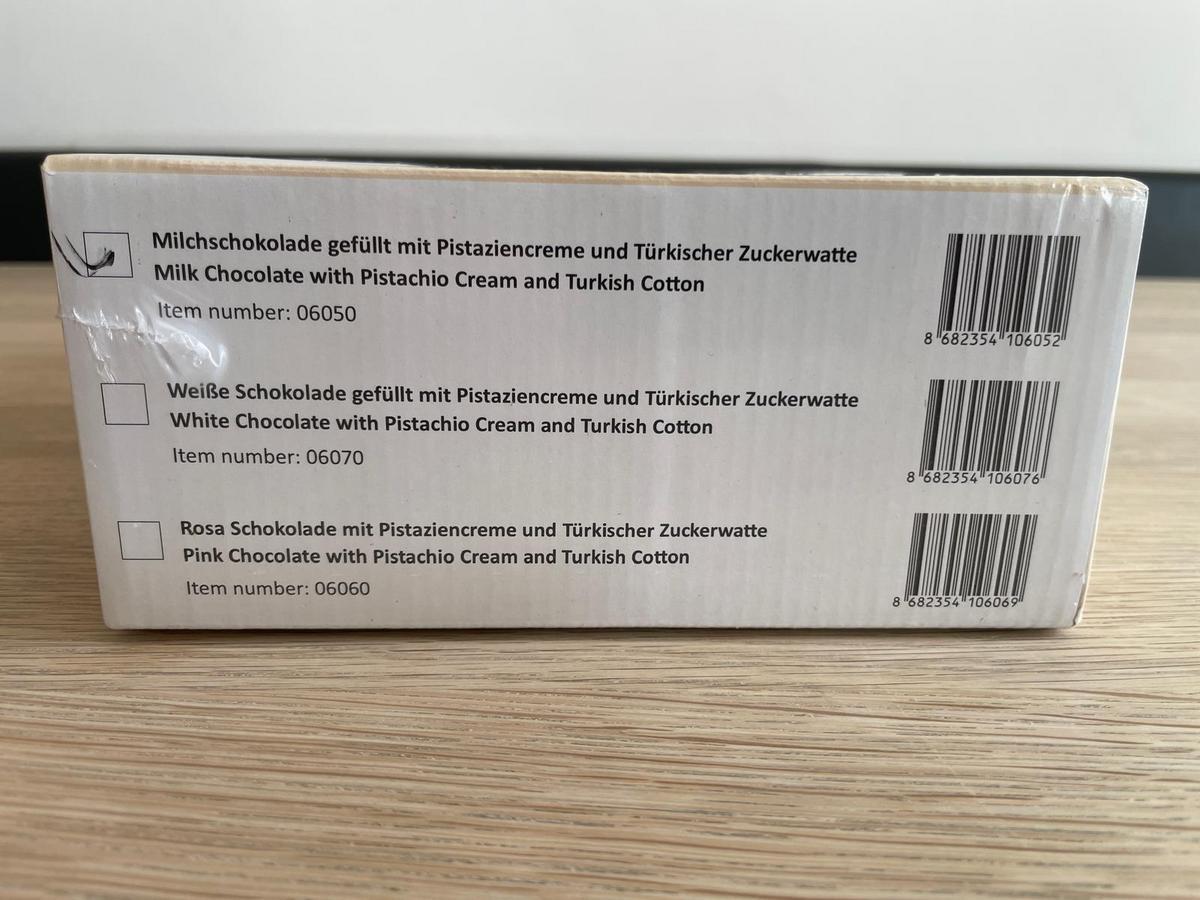 Milchschokolade gefüllt mit Pistaziencreme und Türkischer Zuckerwatte
Milk Chocolate with Pistachio Cream and Turkish Cotton
Item number: 06050
8 682354 106052
Weiße Schokolade gefüllt mit Pistaziencreme und Türkischer Zuckerwatte
White Chocolate with Pistachio Cream and Turkish Cotton
Item number: 06070
8 682354 106076
Rosa Schokolade mit Pistaziencreme und Türkischer Zuckerwatte
Pink Chocolate with Pistachio Cream and Turkish Cotton
Item number: 06060
8 682354 106069